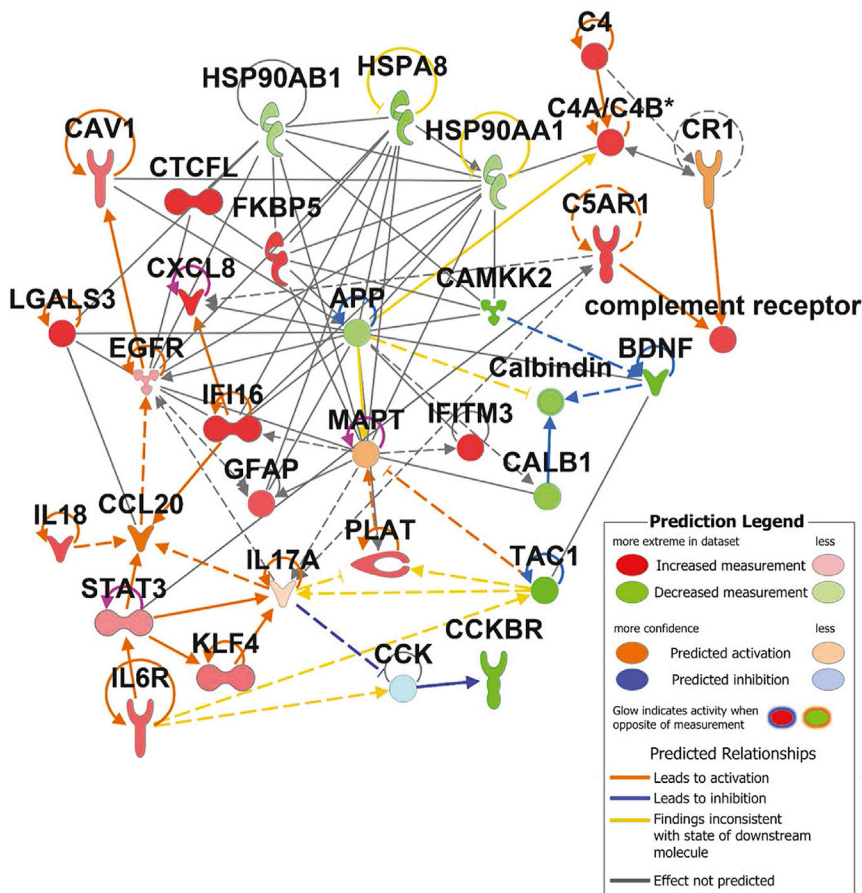 C4
HSP90AB1
HSPA8
C4A/C4B*
CAV1
HSP90AA1
CR1
CTCFL
FKBP5
C5AR1
CXCL8
CAMKK2
LGALS3
APP
complement receptor
EGFR
Calbindin
BDNF
IFI16
MAPT
IFITM3
GFAP
CALB1
IL18
CCL20
PLAT
IL17A
TAC1
STAT3
KLF4
CCK
CCKBR
IL6R
Prediction Legend
more extreme in dataset
less
Increased measurement
Decreased measurement
more confidence
less
Predicted activation
Predicted inhibition
Glow indicates activity when
opposite of measurement
Predicted Relationships
Leads to activation
Leads to inhibition
Findings inconsistent
with state of downstream
molecule
Effect not predicted